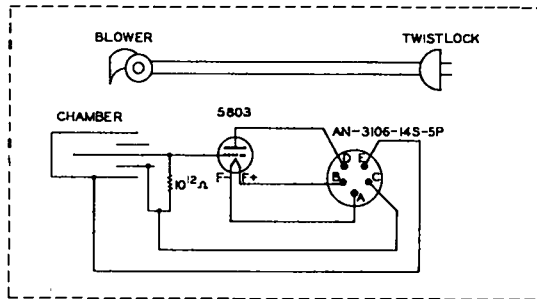 BLOWER
TWISTLOCK
CHAMBER
5803
AN-3106-14S-5P
10¹²Ω
F- F+
D E
B C
A